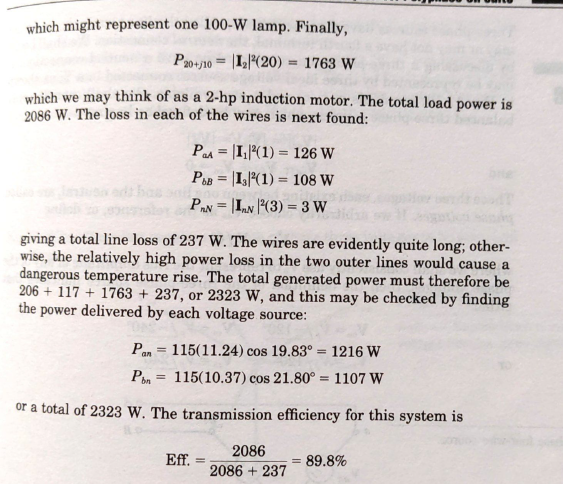 which might represent one 100-W lamp. Finally,
P₂₀₊ⱼ₁₀ = |I₂|²(20) = 1763 W
which we may think of as a 2-hp induction motor. The total load power is
2086 W. The loss in each of the wires is next found:
P_aA = |I₁|²(1) = 126 W
P_bB = |I₃|²(1) = 108 W
P_nN = |I_nN|²(3) = 3 W
giving a total line loss of 237 W. The wires are evidently quite long; other-
wise, the relatively high power loss in the two outer lines would cause a
dangerous temperature rise. The total generated power must therefore be
206 + 117 + 1763 + 237, or 2323 W, and this may be checked by finding
the power delivered by each voltage source:
P_an = 115(11.24) cos 19.83° = 1216 W
P_bn = 115(10.37) cos 21.80° = 1107 W
or a total of 2323 W. The transmission efficiency for this system is
Eff. = 2086 / (2086 + 237) = 89.8%